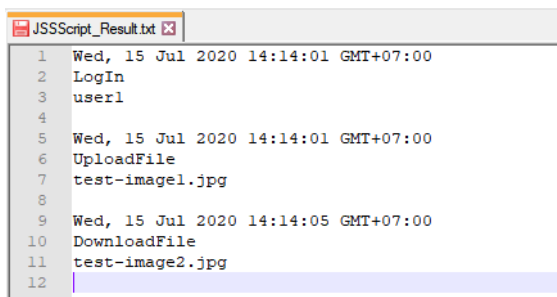 JSSScript_Result.txt
1 Wed, 15 Jul 2020 14:14:01 GMT+07:00
2 LogIn
3 user1
4
5 Wed, 15 Jul 2020 14:14:01 GMT+07:00
6 UploadFile
7 test-image1.jpg
8
9 Wed, 15 Jul 2020 14:14:05 GMT+07:00
10 DownloadFile
11 test-image2.jpg
12